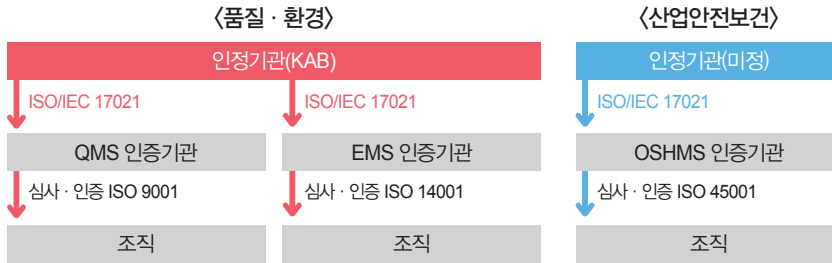 〈품질 · 환경〉 〈산업안전보건〉
인정기관(KAB) 인정기관(미정)
ISO/IEC 17021 ISO/IEC 17021 ISO/IEC 17021
QMS 인증기관 EMS 인증기관 OSHMS 인증기관
심사 · 인증 ISO 9001 심사 · 인증 ISO 14001 심사 · 인증 ISO 45001
조직 조직 조직